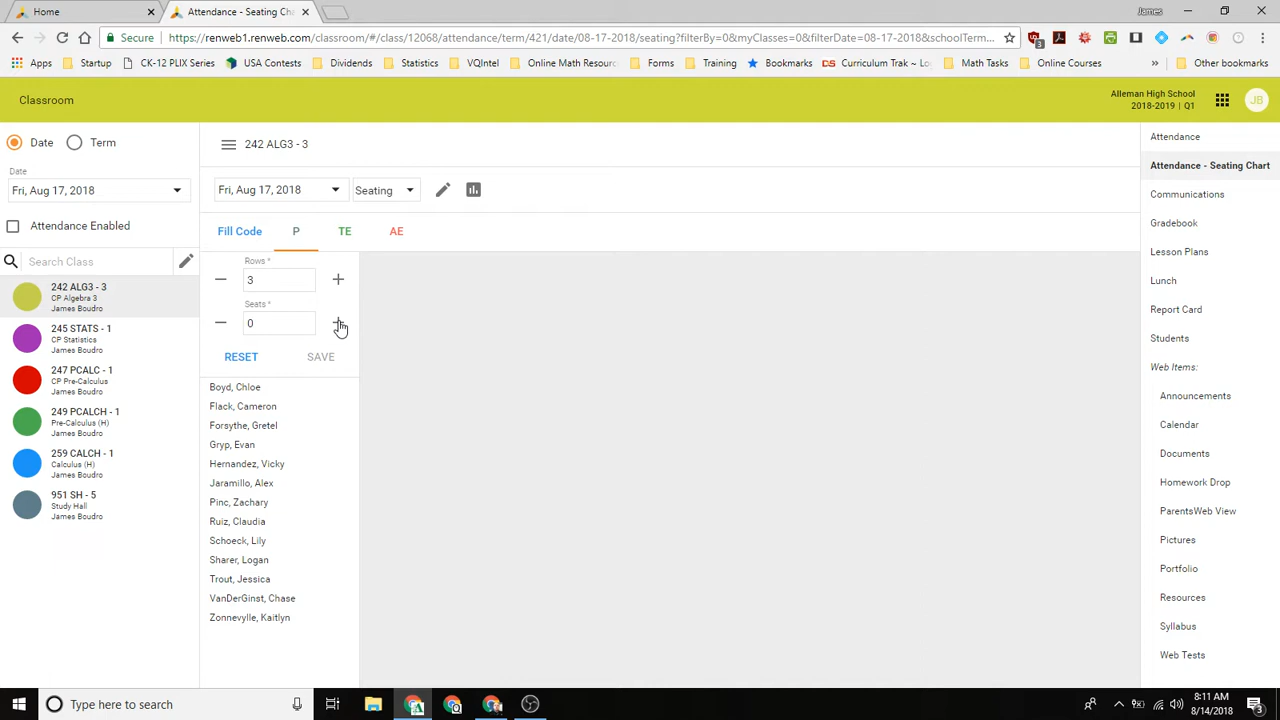 Home
Attendance - Seating Cha
James
Secure
https://renweb1.renweb.com/classroom/#/class/12068/attendance/term/421/date/08-17-2018/seating?filterBy=0&myClasses=0&filterDate=08-17-2018&schoolTerm...
3
Apps
Startup
CK-12 PLIX Series
USA Contests
Dividends
Statistics
VQIntel
Online Math Resourc
Forms
Training
Bookmarks
Curriculum Trak ~ Lo
Math Tasks
Online Courses
»
Other bookmarks
Classroom
Alleman High School
2018-2019 | Q1
JB
Date
Term
Date
Fri, Aug 17, 2018
Attendance Enabled
Search Class
242 ALG3 - 3
CP Algebra 3
James Boudro
245 STATS - 1
CP Statistics
James Boudro
247 PCALC - 1
CP Pre-Calculus
James Boudro
249 PCALCH - 1
Pre-Calculus (H)
James Boudro
259 CALCH - 1
Calculus (H)
James Boudro
951 SH - 5
Study Hall
James Boudro
242 ALG3 - 3
Fri, Aug 17, 2018
Seating
Fill Code
P
TE
AE
Rows *
3
Seats *
0
RESET
SAVE
Boyd, Chloe
Flack, Cameron
Forsythe, Gretel
Gryp, Evan
Hernandez, Vicky
Jaramillo, Alex
Pinc, Zachary
Ruiz, Claudia
Schoeck, Lily
Sharer, Logan
Trout, Jessica
VanDerGinst, Chase
Zonnevylle, Kaitlyn
Attendance
Attendance - Seating Chart
Communications
Gradebook
Lesson Plans
Lunch
Report Card
Students
Web Items:
Announcements
Calendar
Documents
Homework Drop
ParentsWeb View
Pictures
Portfolio
Resources
Syllabus
Web Tests
Type here to search
8:11 AM
8/14/2018
3